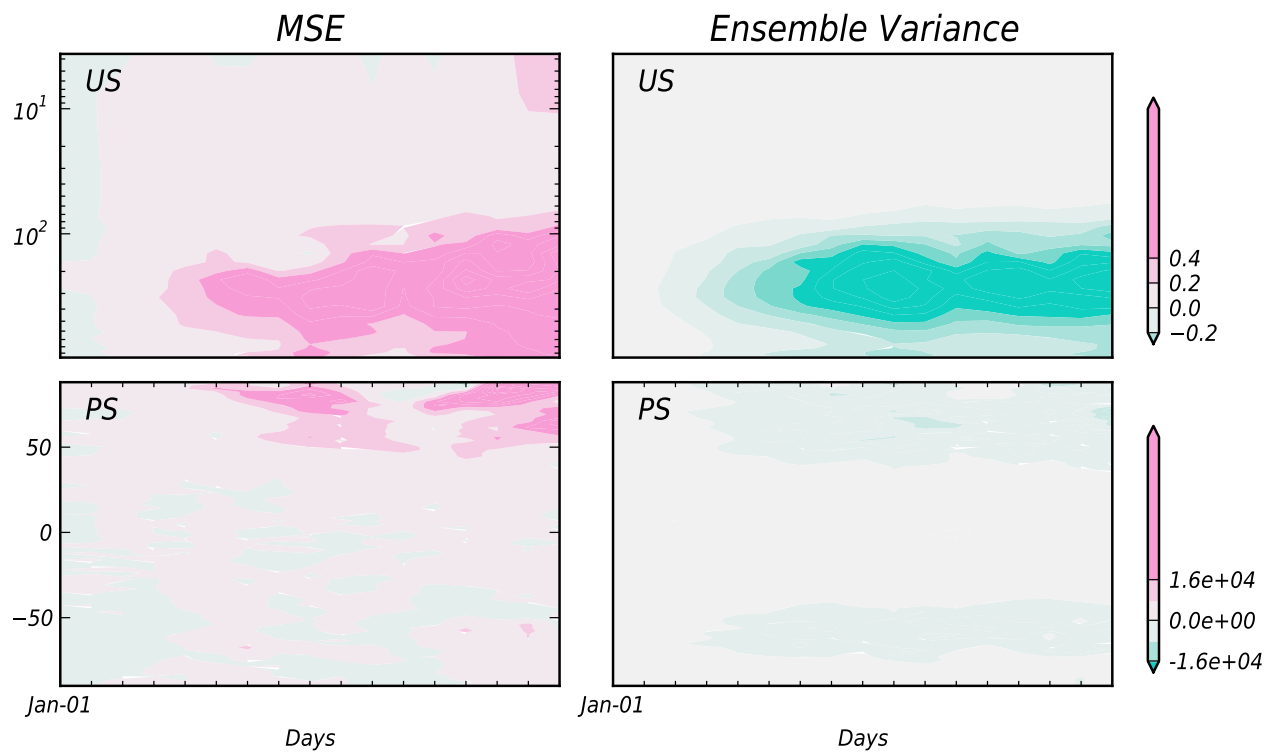 MSE
Ensemble Variance
US
US
10^1
10^2
0.4
0.2
0.0
−0.2
PS
PS
50
0
−50
1.6e+04
0.0e+00
-1.6e+04
Jan-01
Jan-01
Days
Days